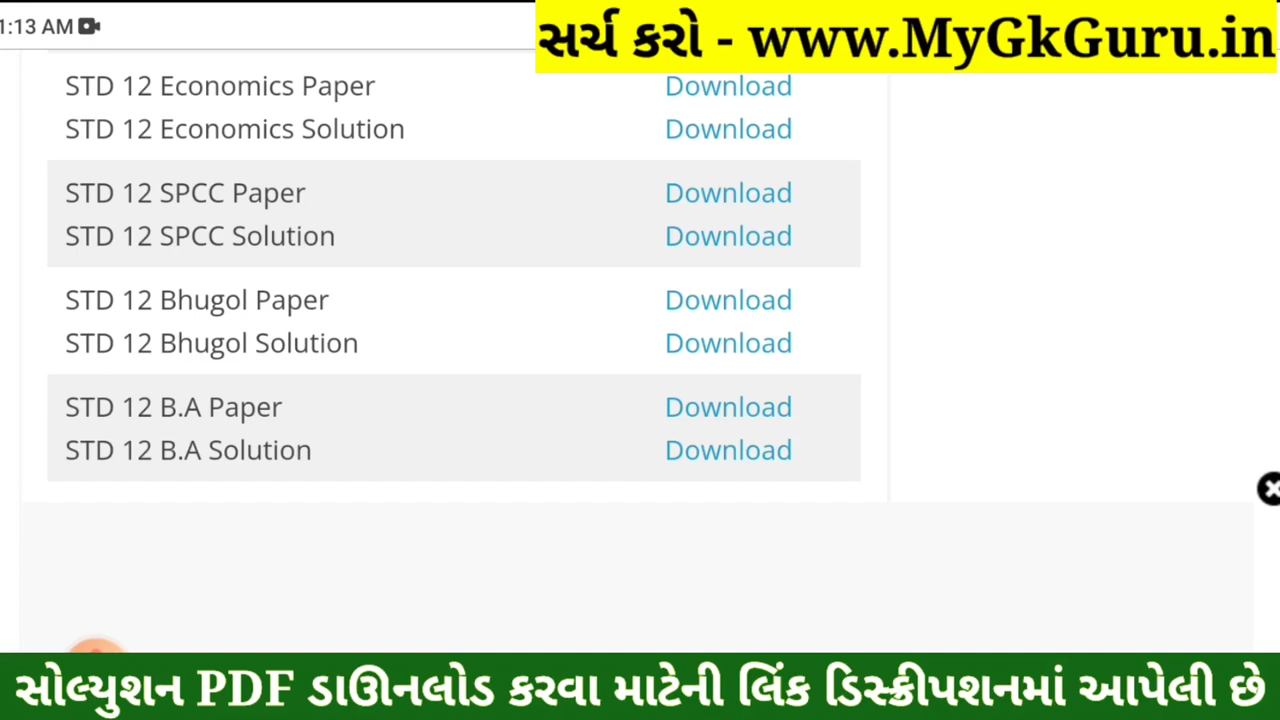 1:13 AM
સર્ચ કરો - www.MyGkGuru.in
STD 12 Economics Paper Download
STD 12 Economics Solution Download
STD 12 SPCC Paper Download
STD 12 SPCC Solution Download
STD 12 Bhugol Paper Download
STD 12 Bhugol Solution Download
STD 12 B.A Paper Download
STD 12 B.A Solution Download
સોલ્યુશન PDF ડાઊનલોડ કરવા માટેની લિંક ડિસ્ક્રીપશનમાં આપેલી છે